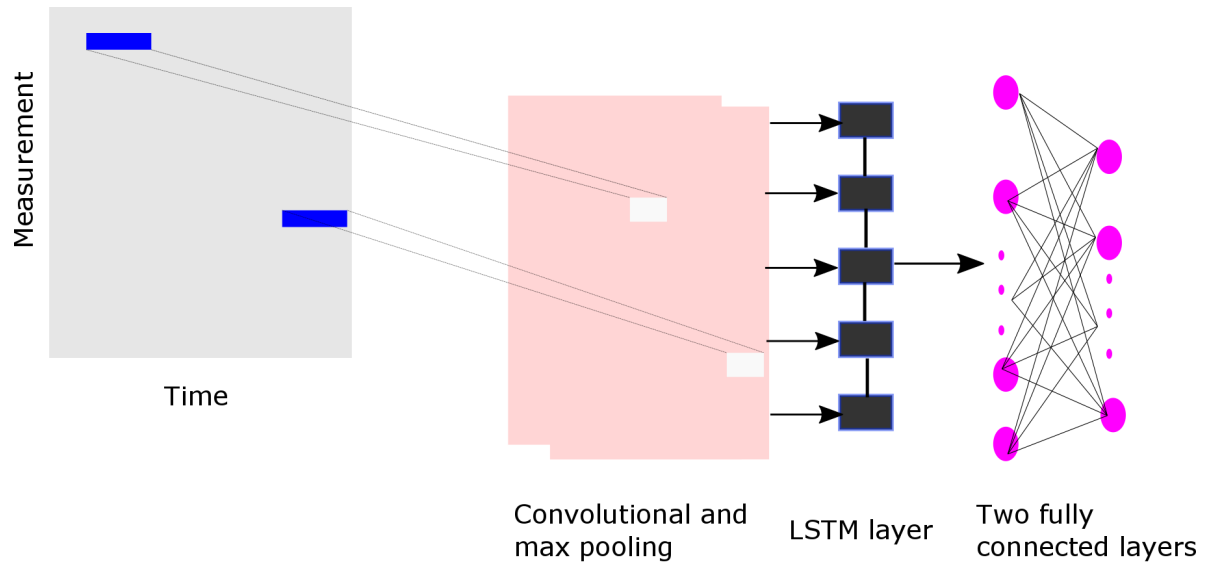 Measurement
Time
Convolutional and
max pooling
LSTM layer
Two fully
connected layers